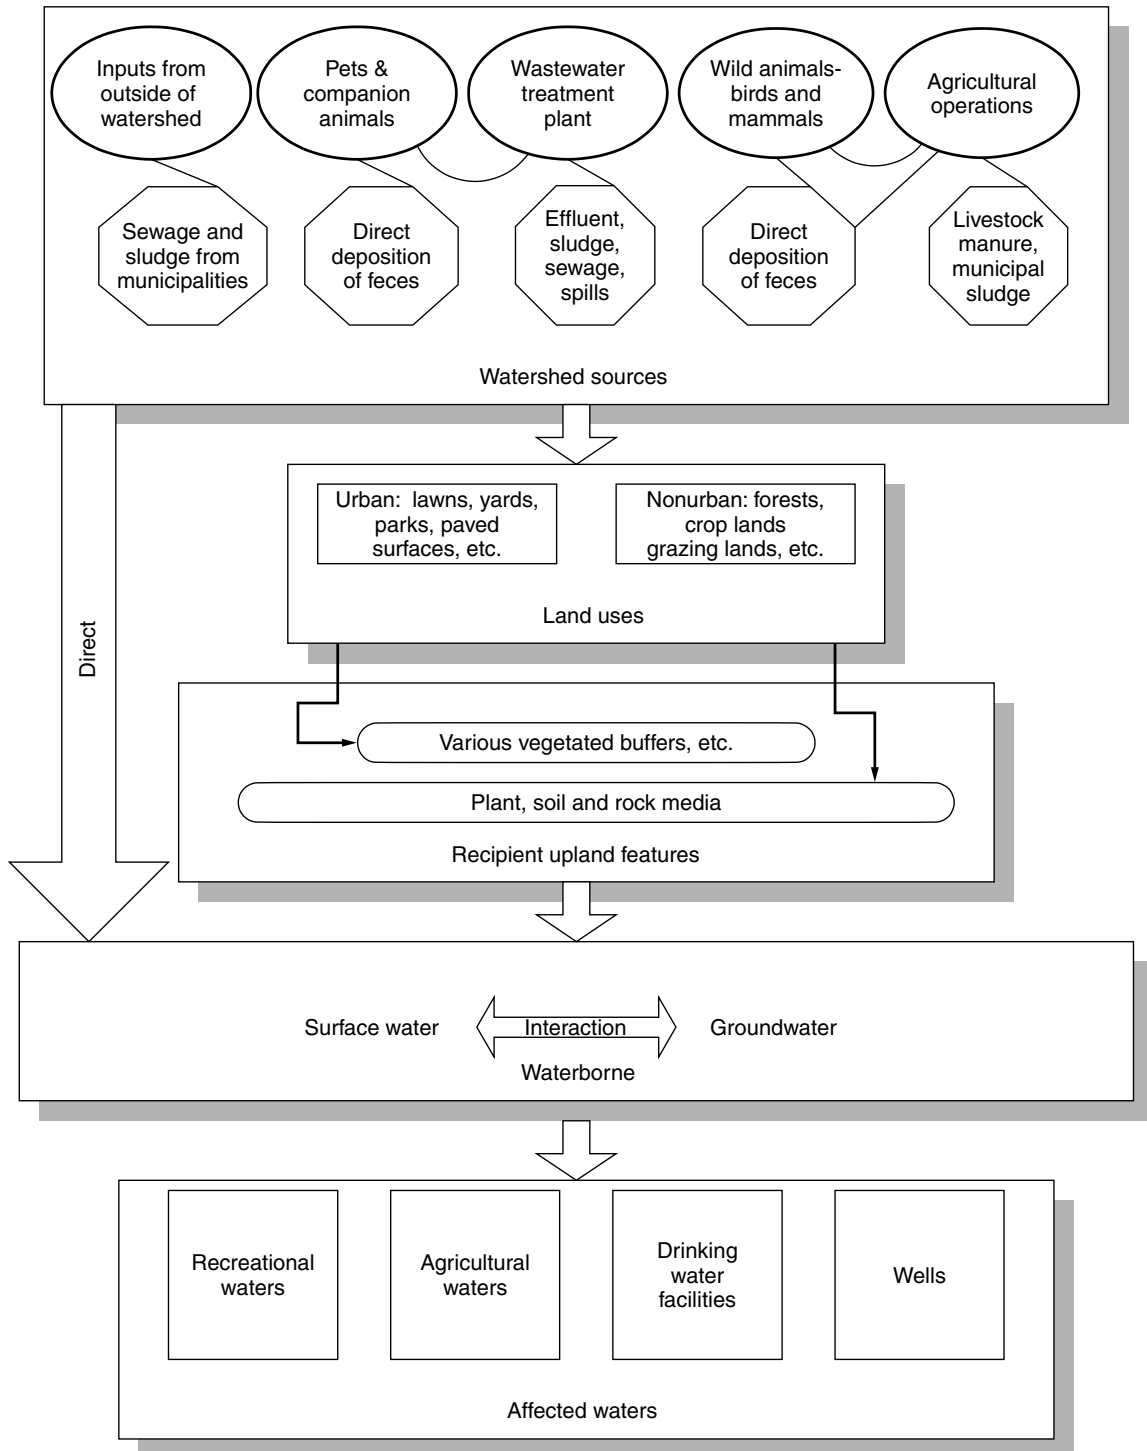 Inputs from
outside of
watershed
Pets &
companion
animals
Wastewater
treatment
plant
Wild animals-
birds and
mammals
Agricultural
operations
Sewage and
sludge from
municipalities
Direct
deposition
of feces
Effluent,
sludge,
sewage,
spills
Direct
deposition
of feces
Livestock
manure,
municipal
sludge
Watershed sources
Direct
Urban: lawns, yards,
parks, paved
surfaces, etc.
Nonurban: forests,
crop lands
grazing lands, etc.
Land uses
Various vegetated buffers, etc.
Plant, soil and rock media
Recipient upland features
Surface water
Interaction
Groundwater
Waterborne
Recreational
waters
Agricultural
waters
Drinking
water
facilities
Wells
Affected waters